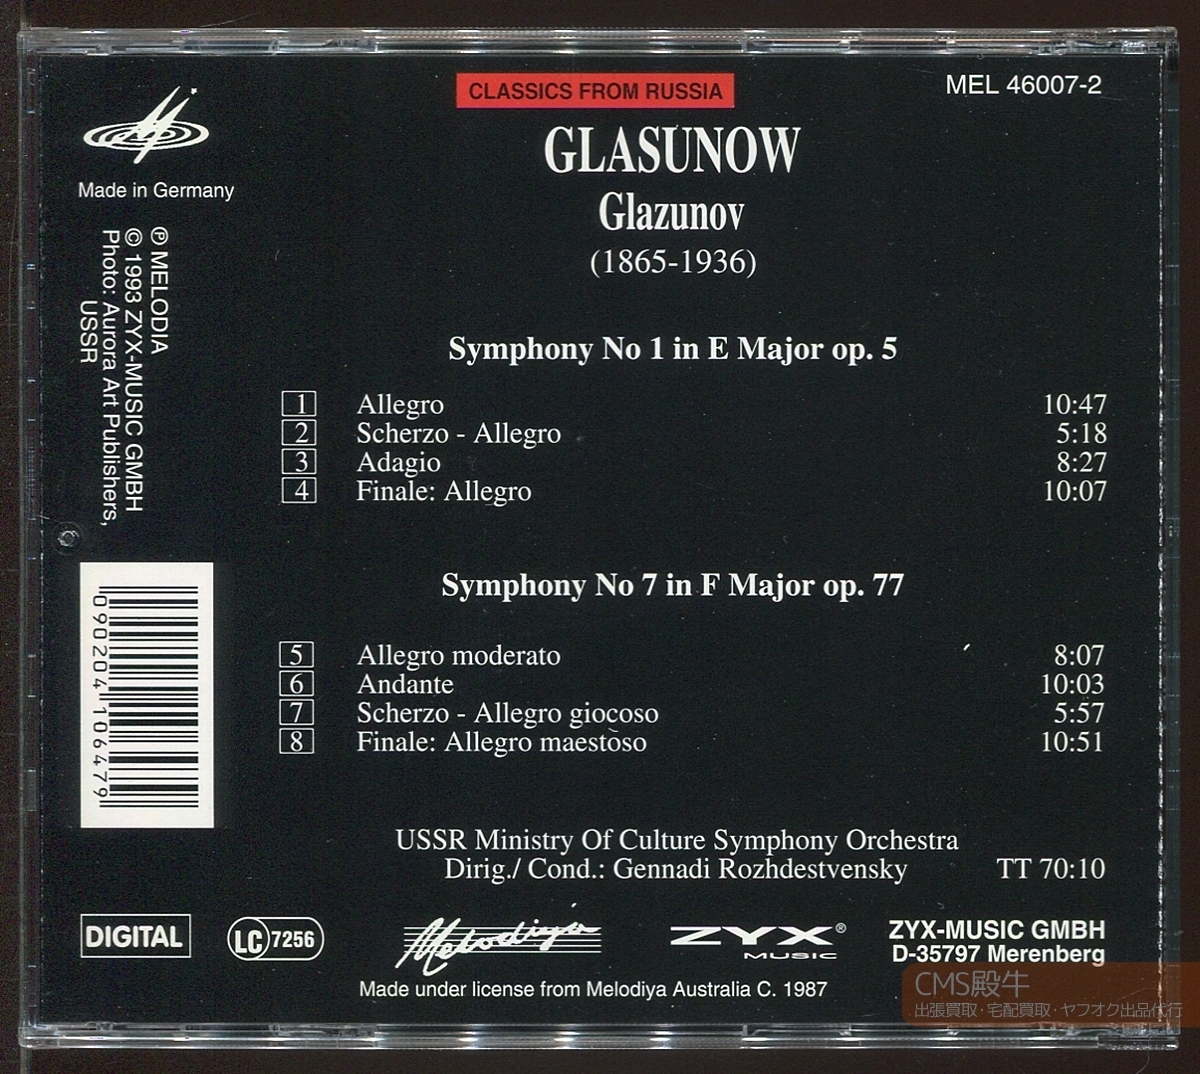 CLASSICS FROM RUSSIA
MEL 46007-2
GLASUNOW
Glazunov
(1865-1936)
Made in Germany
℗ MELODIA
© 1993 ZYX-MUSIC GMBH
Photo: Aurora Art Publishers,
USSR
Symphony No 1 in E Major op. 5
1 Allegro 10:47
2 Scherzo - Allegro 5:18
3 Adagio 8:27
4 Finale: Allegro 10:07
Symphony No 7 in F Major op. 77
5 Allegro moderato 8:07
6 Andante 10:03
7 Scherzo - Allegro giocoso 5:57
8 Finale: Allegro maestoso 10:51
090204106479
USSR Ministry Of Culture Symphony Orchestra
Dirig./ Cond.: Gennadi Rozhdestvensky TT 70:10
DIGITAL
LC 7256
Melodiya
ZYX®
MUSIC
ZYX-MUSIC GMBH
D-35797 Merenberg
Made under license from Melodiya Australia C. 1987
CMS殿牛
出張買取・宅配買取・ヤフオク出品代行